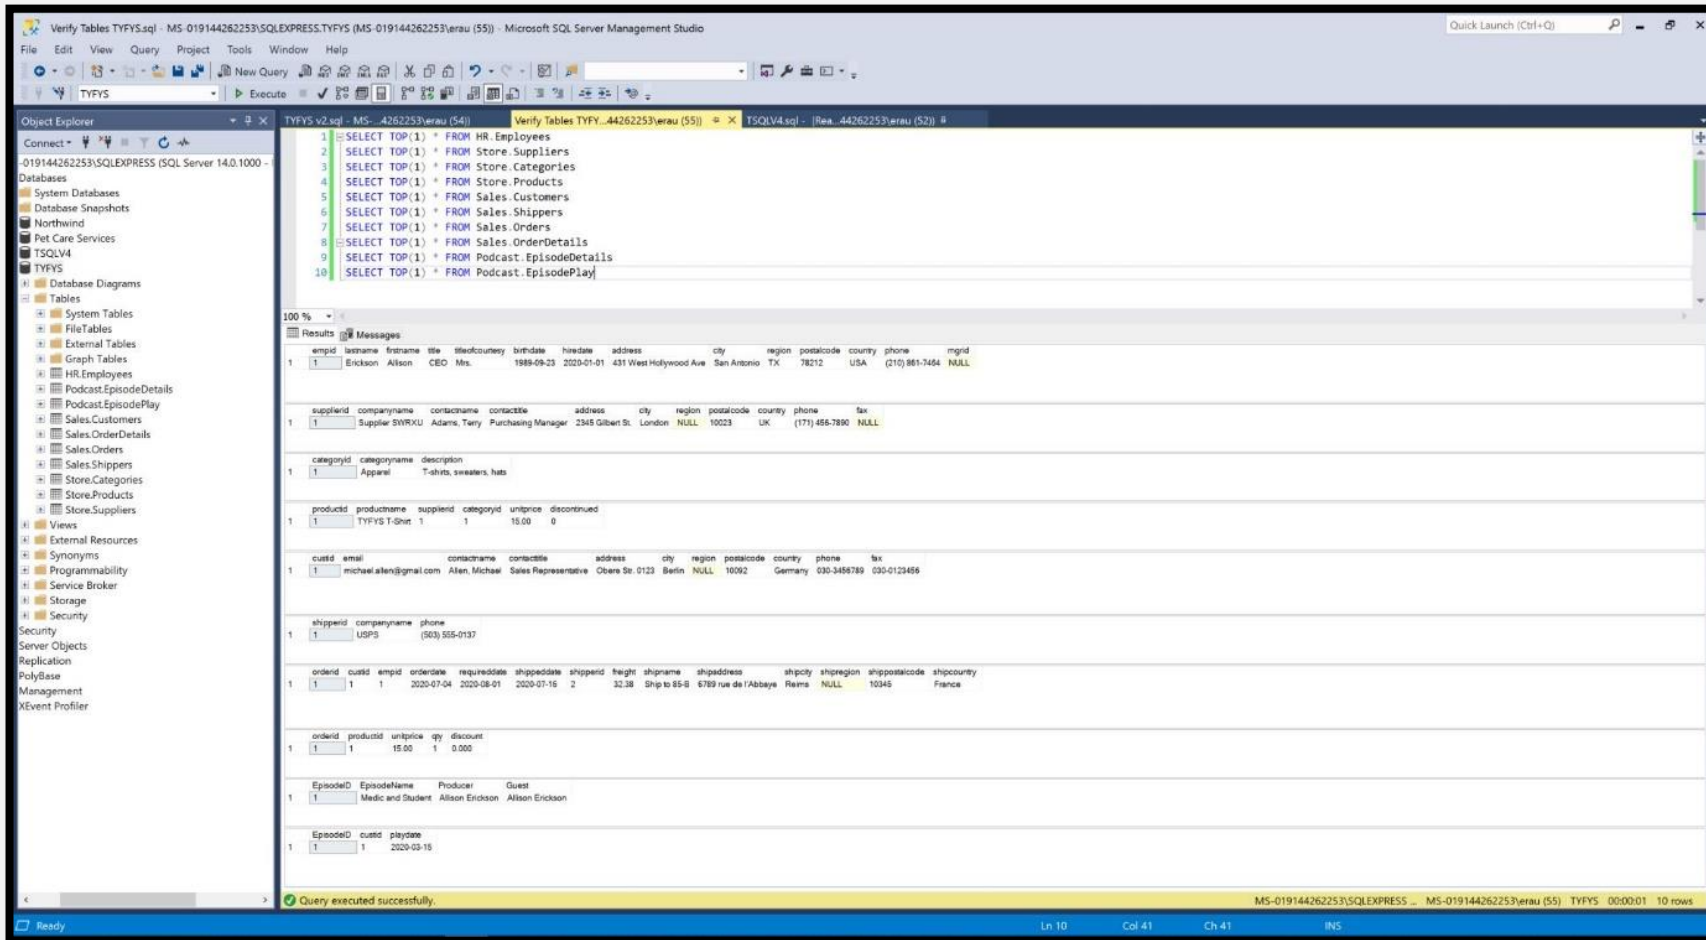 Verify Tables TYFYS.sql - MS-019144262253\SQLEXPRESS.TYFYS (MS-019144262253\erau (55)) - Microsoft SQL Server Management Studio
Quick Launch (Ctrl+Q)
File Edit View Query Project Tools Window Help
New Query
TYFYS Execute
Object Explorer
TYFYS v2.sql - MS-...4262253\erau (54)) Verify Tables TYFY...44262253\erau (55)) TSQLV4.sql - (Rea...44262253\erau (52))
Connect
-019144262253\SQLEXPRESS (SQL Server 14.0.1000 -
Databases
System Databases
Database Snapshots
Northwind
Pet Care Services
TSQLV4
TYFYS
Database Diagrams
Tables
System Tables
FileTables
External Tables
Graph Tables
HR.Employees
Podcast.EpisodeDetails
Podcast.EpisodePlay
Sales.Customers
Sales.OrderDetails
Sales.Orders
Sales.Shippers
Store.Categories
Store.Products
Store.Suppliers
Views
External Resources
Synonyms
Programmability
Service Broker
Storage
Security
Security
Server Objects
Replication
PolyBase
Management
XEvent Profiler
1 SELECT TOP(1) * FROM HR.Employees
2 SELECT TOP(1) * FROM Store.Suppliers
3 SELECT TOP(1) * FROM Store.Categories
4 SELECT TOP(1) * FROM Store.Products
5 SELECT TOP(1) * FROM Sales.Customers
6 SELECT TOP(1) * FROM Sales.Shippers
7 SELECT TOP(1) * FROM Sales.Orders
8 SELECT TOP(1) * FROM Sales.OrderDetails
9 SELECT TOP(1) * FROM Podcast.EpisodeDetails
10 SELECT TOP(1) * FROM Podcast.EpisodePlay
100 %
Results Messages
empid lastname firstname title titleofcourtesy birthdate hiredate address city region postalcode country phone mgrid
1 1 Erickson Allison CEO Mrs. 1989-09-23 2020-01-01 431 West Hollywood Ave San Antonio TX 78212 USA (210) 861-7464 NULL
supplierid companyname contactname contacttitle address city region postalcode country phone fax
1 1 Supplier SWRXU Adams, Terry Purchasing Manager 2345 Gilbert St. London NULL 10023 UK (171) 456-7890 NULL
categoryid categoryname description
1 1 Apparel T-shirts, sweaters, hats
productid productname supplierid categoryid unitprice discontinued
1 1 TYFYS T-Shirt 1 1 15.00 0
custid email contactname contacttitle address city region postalcode country phone fax
1 1 michael.allen@gmail.com Allen, Michael Sales Representative Obere Str. 0123 Berlin NULL 10092 Germany 030-3456789 030-0123456
shipperid companyname phone
1 1 USPS (503) 555-0137
orderid custid empid orderdate requireddate shippeddate shipperid freight shipname shipaddress shipcity shipregion shippostalcode shipcountry
1 1 1 1 2020-07-04 2020-08-01 2020-07-16 2 32.38 Ship to 85-B 6789 rue de l'Abbaye Reims NULL 10345 France
orderid productid unitprice qty discount
1 1 1 15.00 1 0.000
EpisodeID EpisodeName Producer Guest
1 1 Medic and Student Allison Erickson Allison Erickson
EpisodeID custid playdate
1 1 1 2020-03-15
Query executed successfully. MS-019144262253\SQLEXPRESS ... MS-019144262253\erau (55) TYFYS 00:00:01 10 rows
Ready Ln 10 Col 41 Ch 41 INS